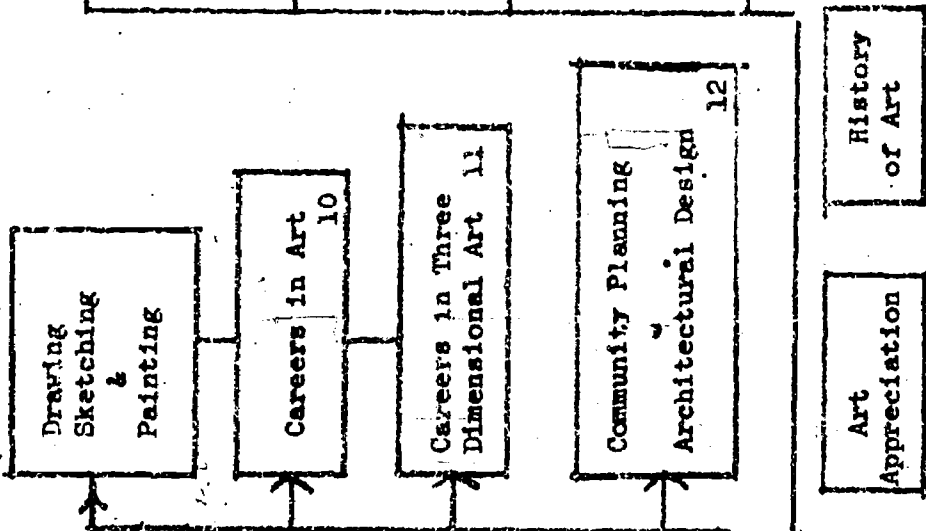 Drawing
Sketching
&
Painting
Careers in Art
10
Careers in Three
Dimensional Art 11
Community Planning
Architectural Design
12
History
of Art
Art
Appreciation